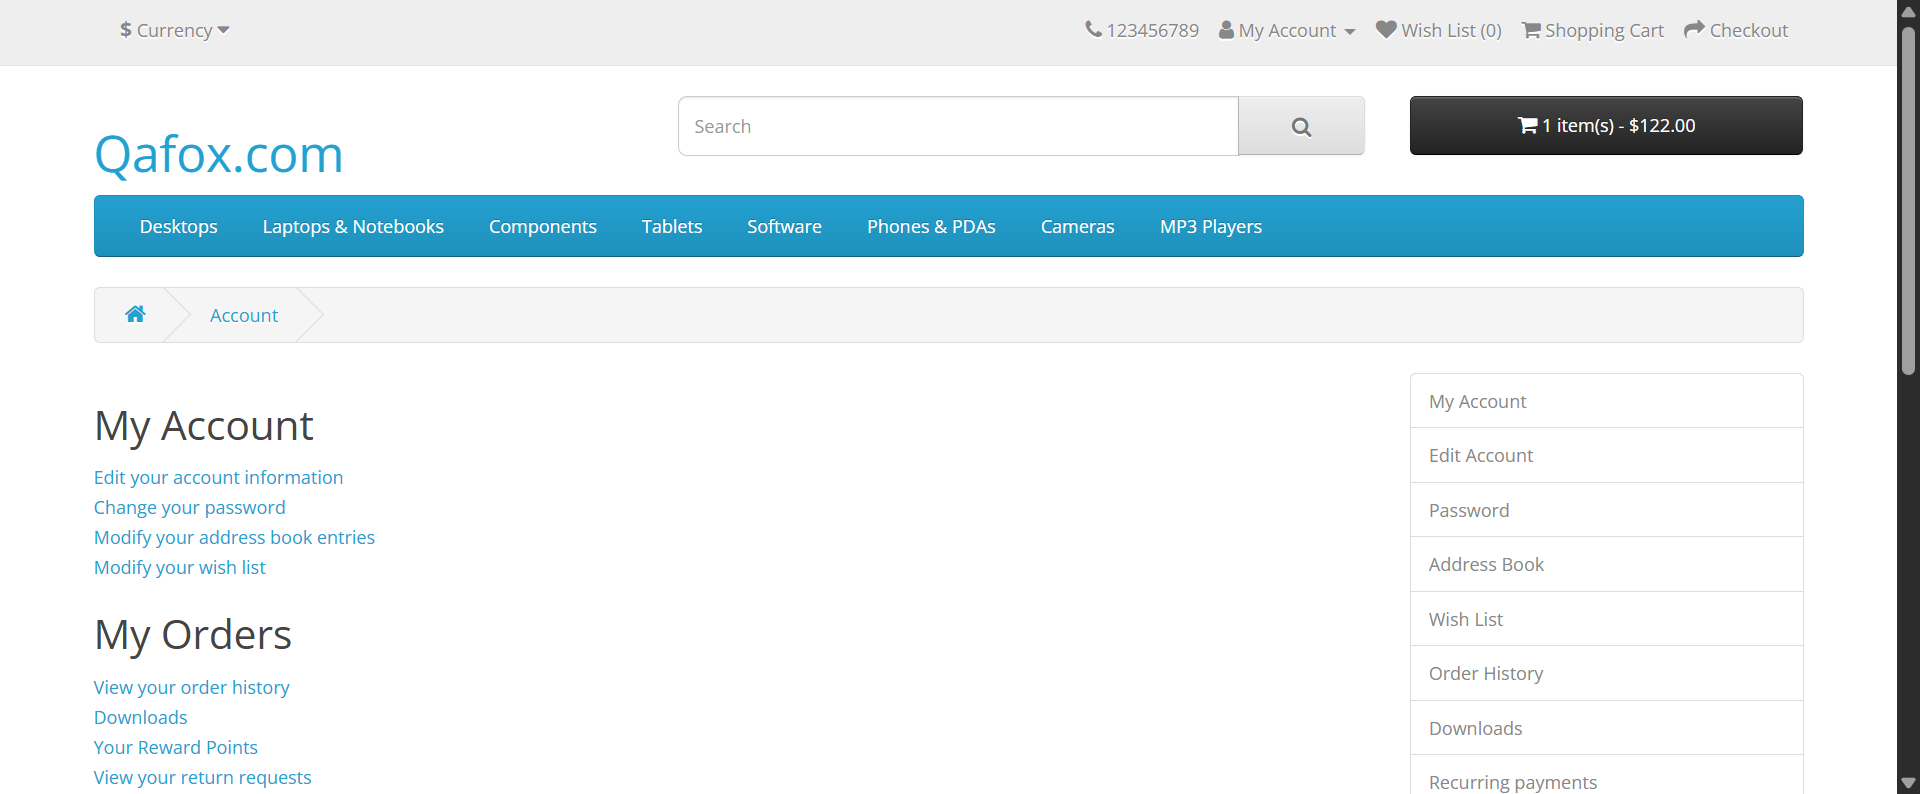 $ Currency
123456789 My Account Wish List (0) Shopping Cart Checkout
Qafox.com
Search
1 item(s) - $122.00
Desktops Laptops & Notebooks Components Tablets Software Phones & PDAs Cameras MP3 Players
Account
My Account
Edit your account information
Change your password
Modify your address book entries
Modify your wish list
My Orders
View your order history
Downloads
Your Reward Points
View your return requests
My Account
Edit Account
Password
Address Book
Wish List
Order History
Downloads
Recurring payments